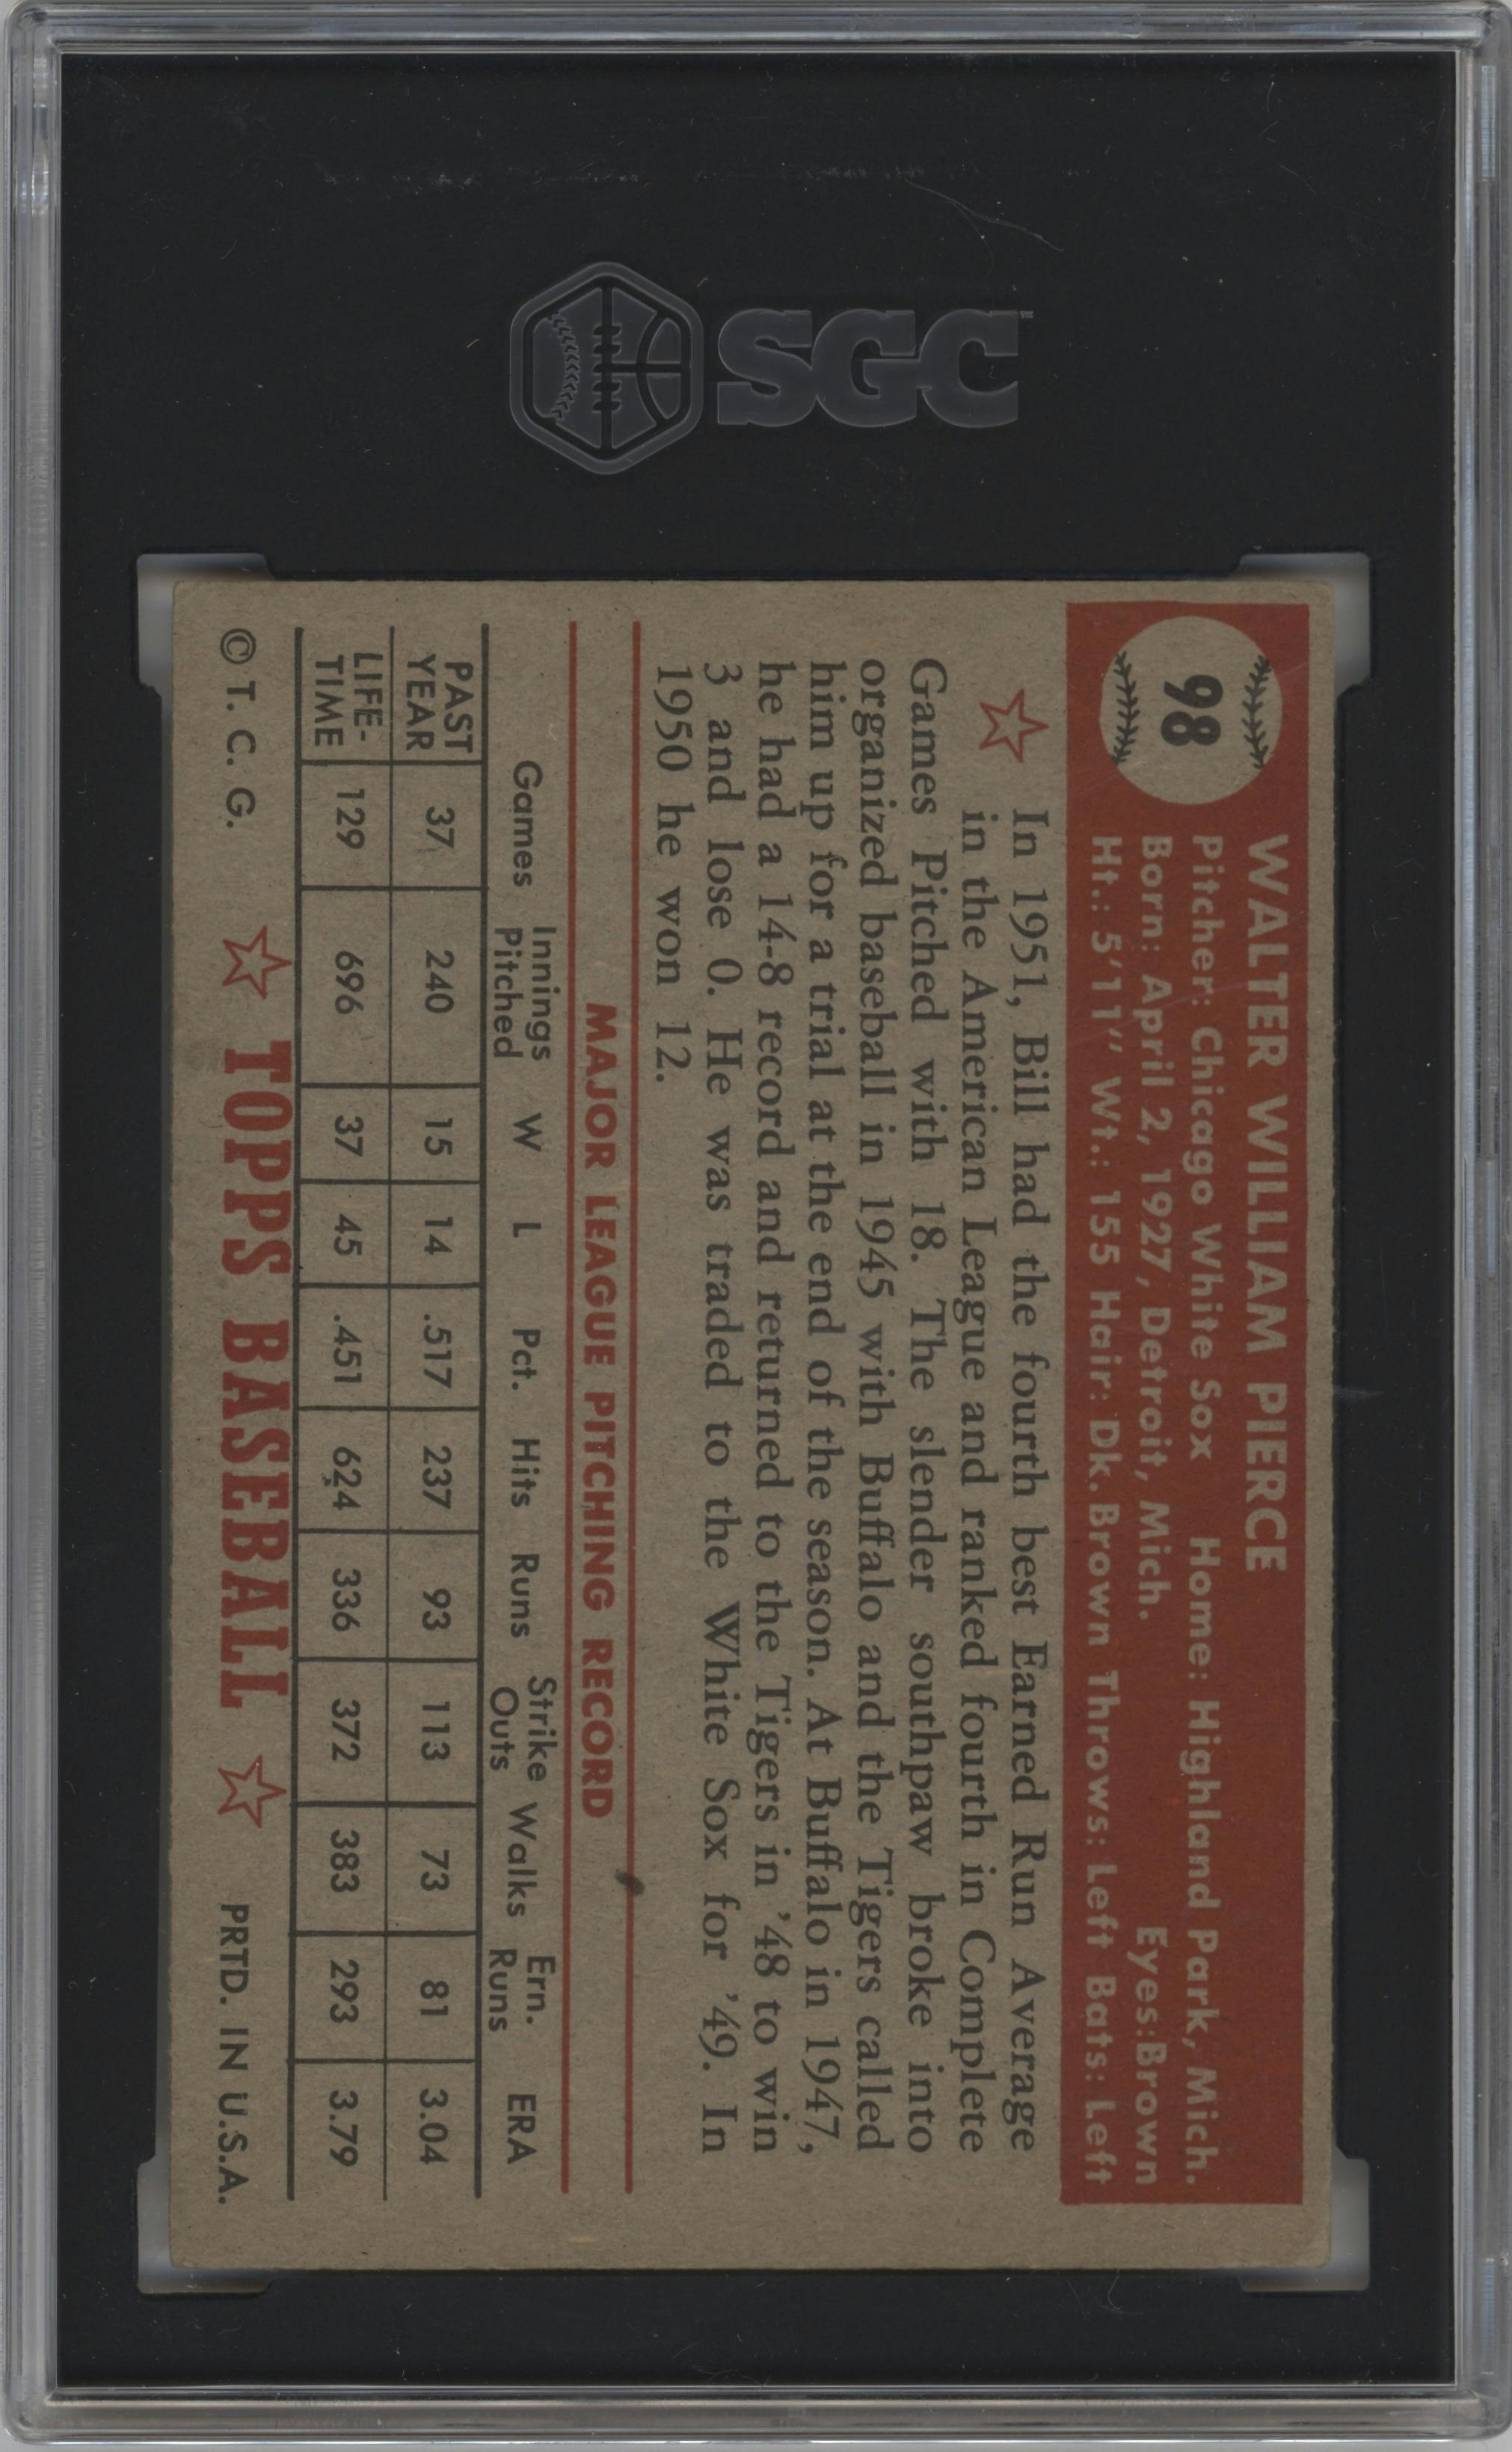 SGC™
98
WALTER WILLIAM PIERCE
Pitcher: Chicago White Sox Home: Highland Park, Mich.
Born: April 2, 1927, Detroit, Mich. Eyes:Brown
Ht.: 5'11" Wt.: 155 Hair: Dk. Brown Throws: Left Bats: Left
In 1951, Bill had the fourth best Earned Run Average
in the American League and ranked fourth in Complete
Games Pitched with 18. The slender southpaw broke into
organized baseball in 1945 with Buffalo and the Tigers called
him up for a trial at the end of the season. At Buffalo in 1947,
he had a 14-8 record and returned to the Tigers in '48 to win
3 and lose 0. He was traded to the White Sox for '49. In
1950 he won 12.
MAJOR LEAGUE PITCHING RECORD
Games Innings Pitched W L Pct. Hits Runs Strike Outs Walks Ern. Runs ERA
PAST YEAR 37 240 15 14 .517 237 93 113 73 81 3.04
LIFE-TIME 129 696 37 45 .451 624 336 372 383 293 3.79
© T. C. G. TOPPS BASEBALL PRTD. IN U.S.A.